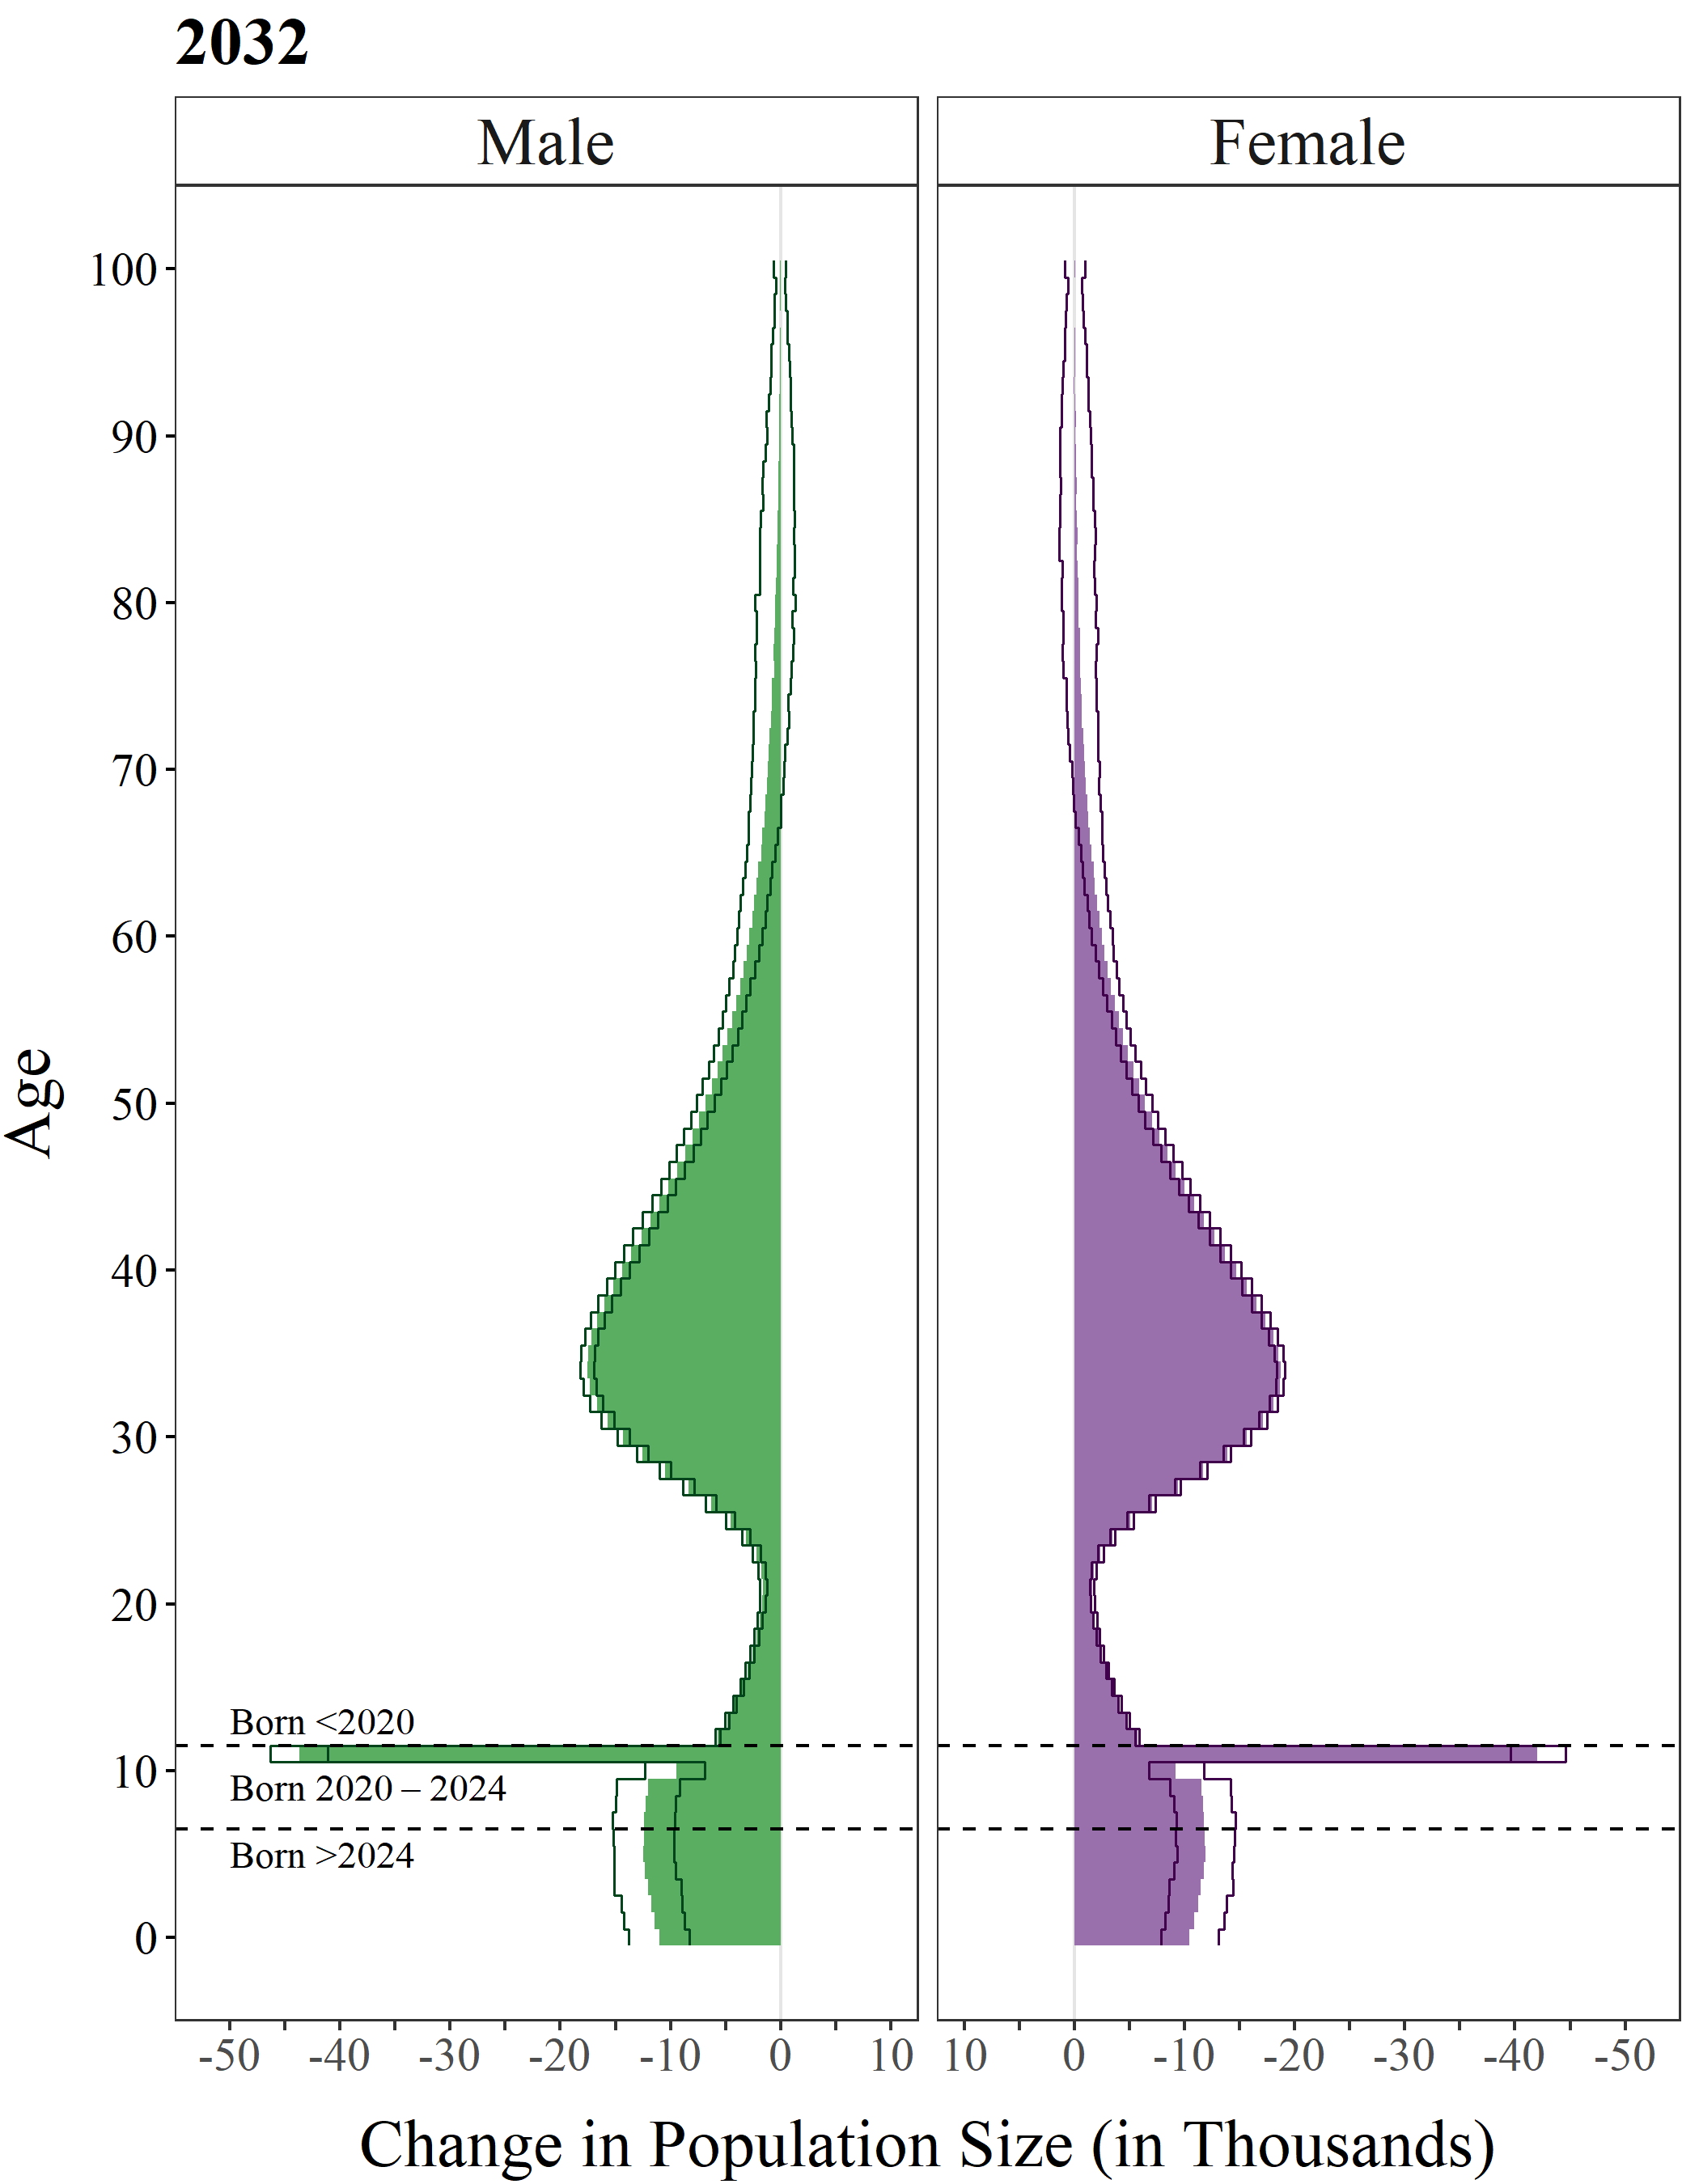 2032
Male
Female
100
90
80
70
60
50
40
30
20
10
0
Age
Born <2020
Born 2020 – 2024
Born >2024
-50 -40 -30 -20 -10 0 10
10 0 -10 -20 -30 -40 -50
Change in Population Size (in Thousands)